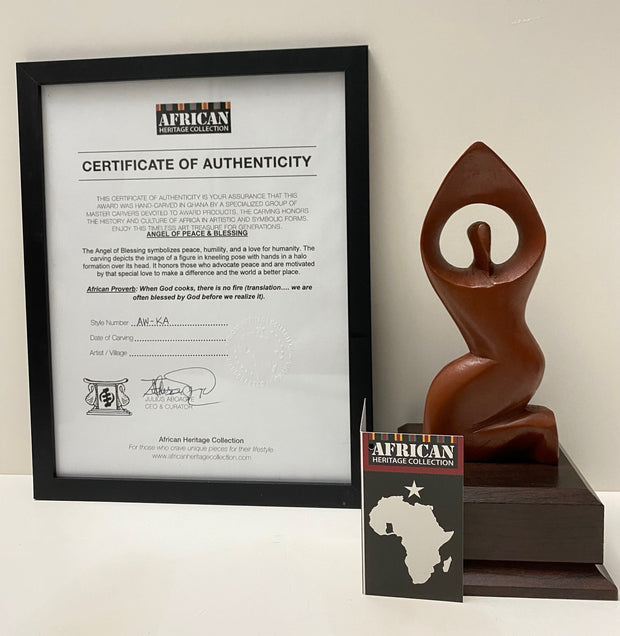 AFRICAN
HERITAGE COLLECTION
CERTIFICATE OF AUTHENTICITY
THIS CERTIFICATE OF AUTHENTICITY IS YOUR ASSURANCE THAT THIS
AWARD WAS HAND-CARVED IN GHANA BY A SPECIALIZED GROUP OF
MASTER CARVERS DEVOTED TO AWARD PRODUCTS. THE CARVING HONORS
THE HISTORY AND CULTURE OF AFRICA IN ARTISTIC AND SYMBOLIC FORMS.
ENJOY THIS TIMELESS ART TREASURE FOR GENERATIONS.
ANGEL OF PEACE & BLESSING
The Angel of Blessing symbolizes peace, humility, and a love for humanity. The
carving depicts the image of a figure in kneeling pose with hands in a halo
formation over its head. It honors those who advocate peace and are motivated
by that special love to make a difference and the world a better place.
African Proverb: When God cooks, there is no fire (translation.... we are
often blessed by God before we realize it).
Style Number AW-KA
Date of Carving
Artist / Village
JULIUS ABOAGYE
CEO & CURATOR
African Heritage Collection
For those who crave unique pieces for their lifestyle
www.africanheritagecollection.com
AFRICAN
HERITAGE COLLECTION